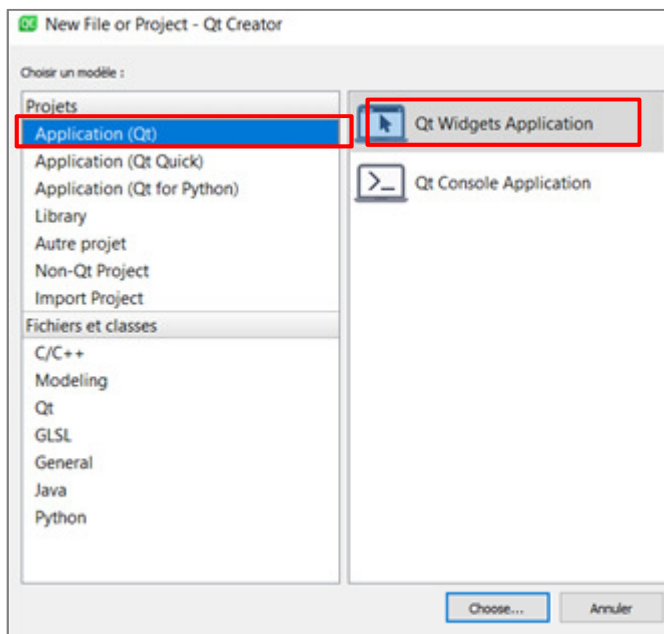 New File or Project - Qt Creator
Choisir un modèle :
Projets
Application (Qt)
Application (Qt Quick)
Application (Qt for Python)
Library
Autre projet
Non-Qt Project
Import Project
Fichiers et classes
C/C++
Modeling
Qt
GLSL
General
Java
Python
Qt Widgets Application
Qt Console Application
Choose...
Annuler